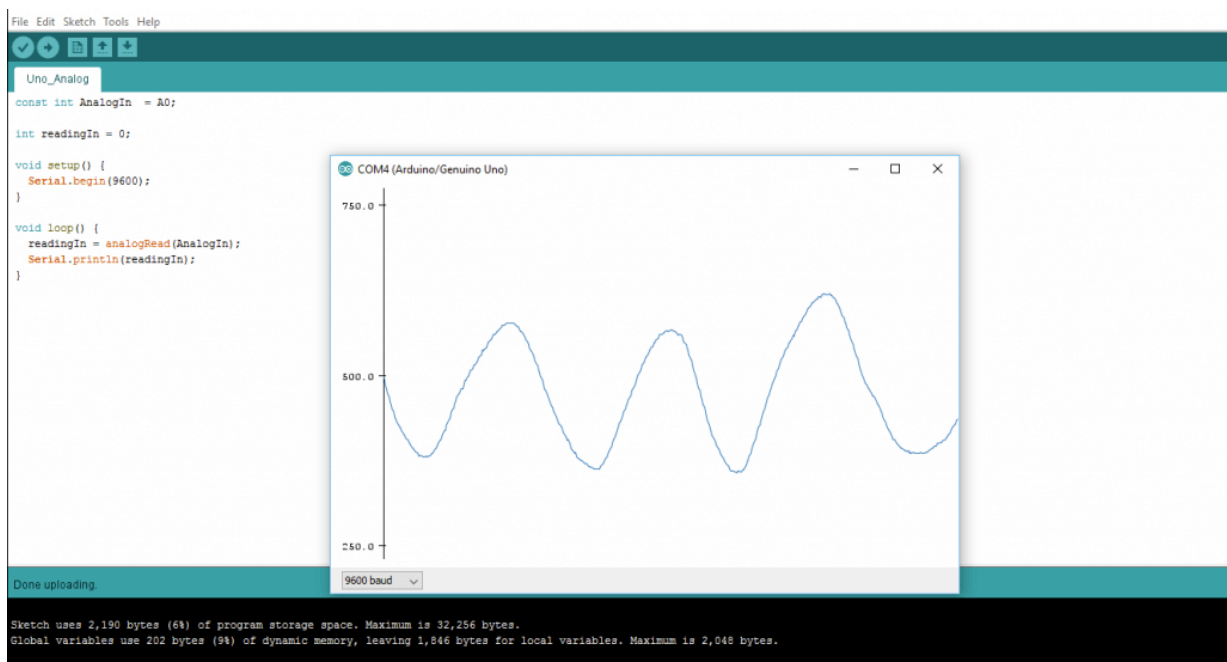 File Edit Sketch Tools Help
Uno_Analog
const int AnalogIn = A0;
int readingIn = 0;
void setup() {
Serial.begin(9600);
}
void loop() {
readingIn = analogRead(AnalogIn);
Serial.println(readingIn);
}
COM4 (Arduino/Genuino Uno)
750.0
500.0
250.0
9600 baud
Done uploading.
Sketch uses 2,190 bytes (6%) of program storage space. Maximum is 32,256 bytes.
Global variables use 202 bytes (9%) of dynamic memory, leaving 1,846 bytes for local variables. Maximum is 2,048 bytes.